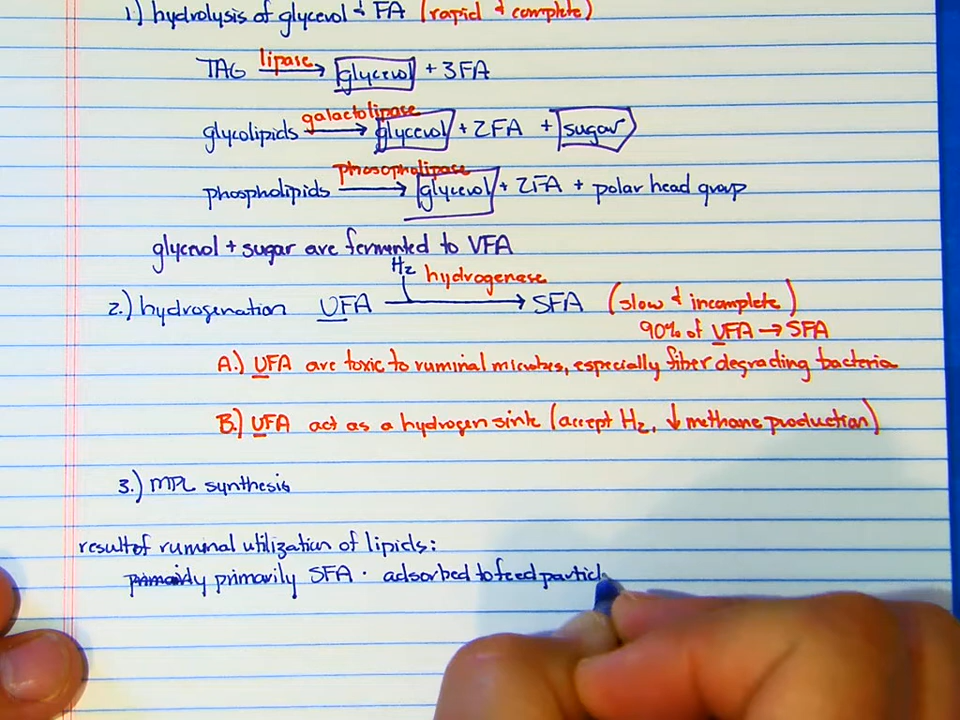 1.) hydrolysis of glycerol & FA (rapid & complete)
TAG lipase → glycerol + 3FA
glycolipids galactolipase → glycerol + 2FA + sugar
phospholipids phosopholipase → glycerol + 2FA + polar head group
glycerol + sugar are fermented to VFA
2.) hydrogenation UFA H₂ hydrogenase → SFA (slow & incomplete)
90% of UFA → SFA
A.) UFA are toxic to ruminal microbes, especially fiber degrading bacteria
B.) UFA act as a hydrogen sink (accept H₂, ↓ methane production)
3.) MPL synthesis
result of ruminal utilization of lipids:
primarily SFA · adsorbed to feed particl